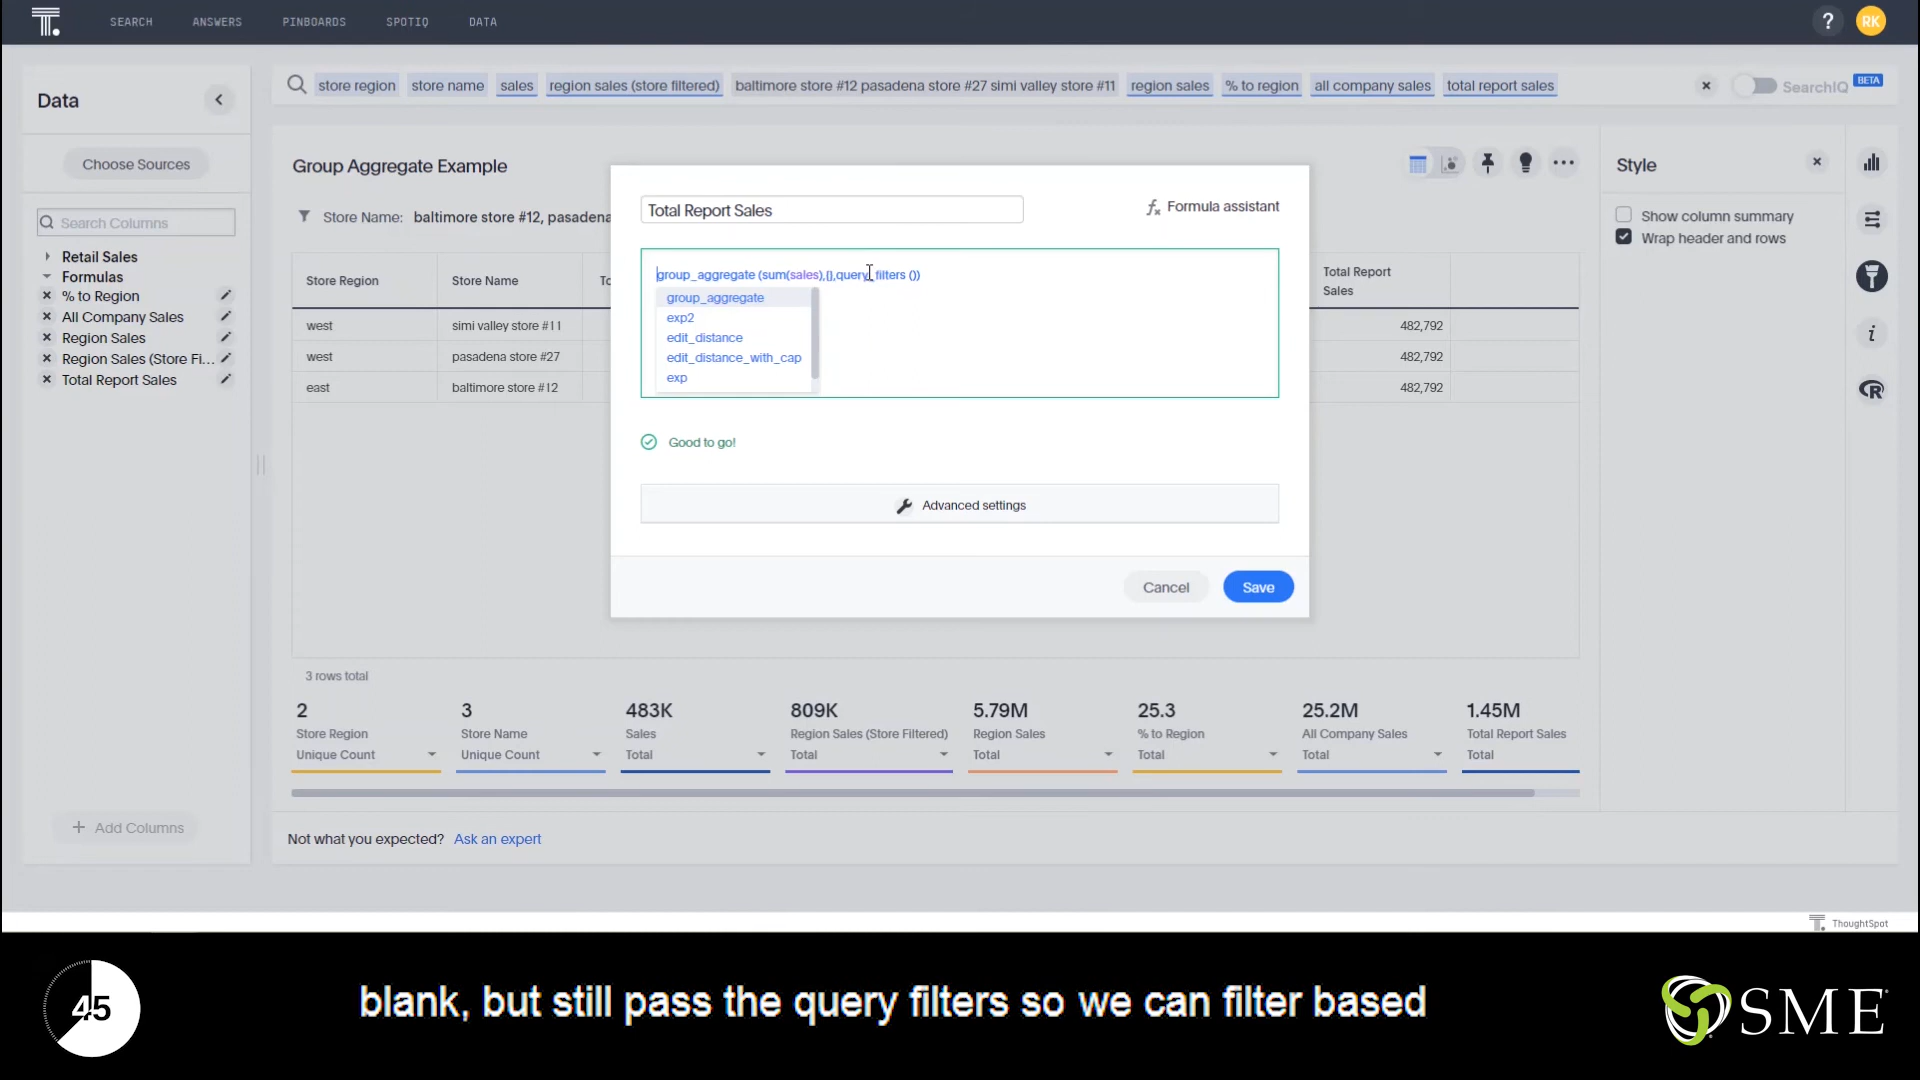 SEARCH ANSWERS PINBOARDS SPOTIQ DATA ? RK
Data
store region store name sales region sales (store filtered) baltimore store #12 pasadena store #27 simi valley store #11 region sales % to region all company sales total report sales × SearchIQ BETA
Choose Sources
Search Columns
Retail Sales
Formulas
% to Region
All Company Sales
Region Sales
Region Sales (Store Fi...
Total Report Sales
+ Add Columns
Group Aggregate Example
Store Name: baltimore store #12, pasadena
Store Region Store Name To Total Report
Sales
west simi valley store #11 482,792
west pasadena store #27 482,792
east baltimore store #12 482,792
Total Report Sales
Formula assistant
group_aggregate (sum(sales),{},query_filters ())
group_aggregate
exp2
edit_distance
edit_distance_with_cap
exp
Good to go!
Advanced settings
Cancel Save
Style
Show column summary
Wrap header and rows
3 rows total
2 3 483K 809K 5.79M 25.3 25.2M 1.45M
Store Region Store Name Sales Region Sales (Store Filtered) Region Sales % to Region All Company Sales Total Report Sales
Unique Count Unique Count Total Total Total Total Total Total
Not what you expected? Ask an expert
ThoughtSpot
45
blank, but still pass the query filters so we can filter based
SME